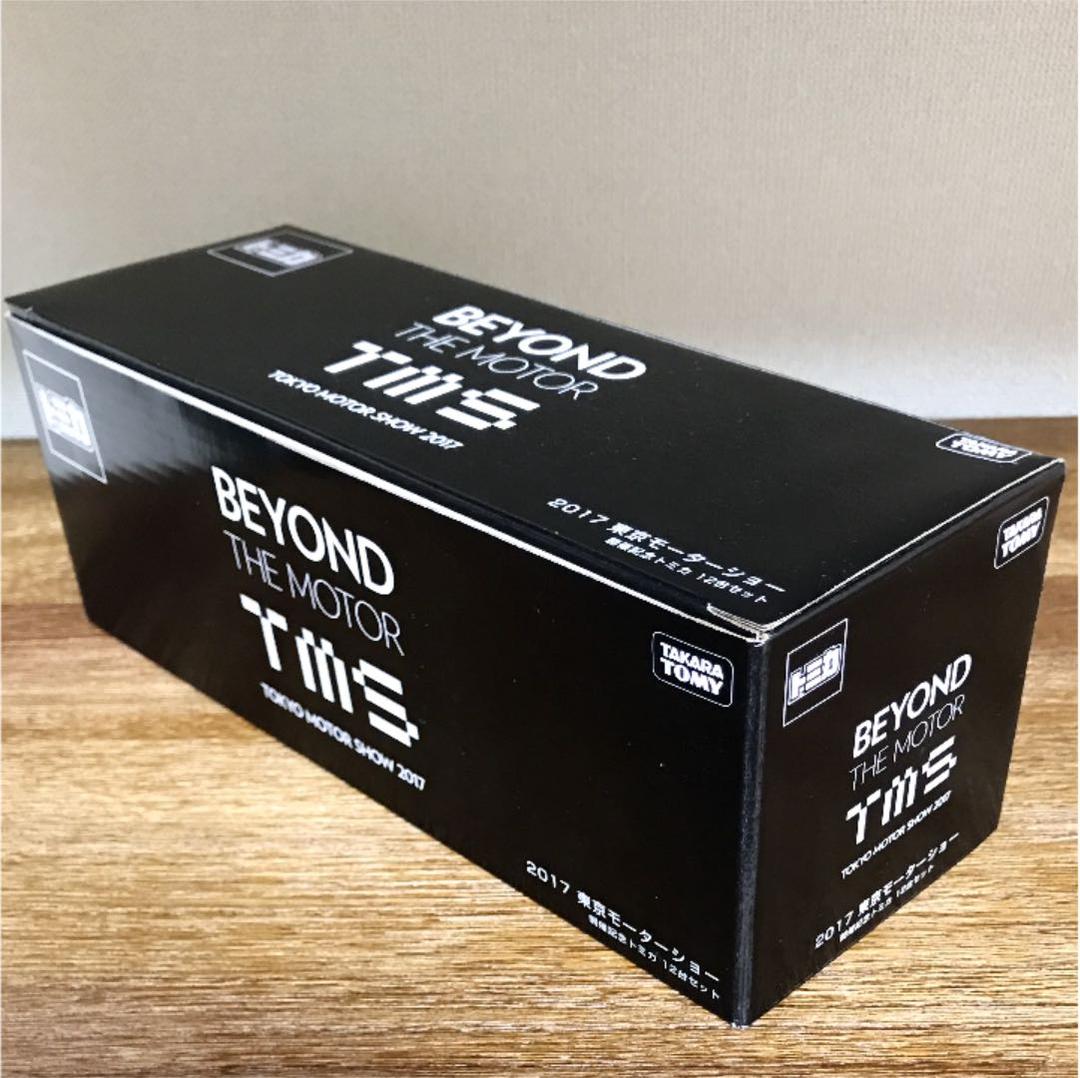 トミカ
BEYOND
THE MOTOR
TMS
TOKYO MOTOR SHOW 2017
TAKARA
TOMY
2017 東京モーターショー
開催記念トミカ 12台セット
トミカ
BEYOND
THE MOTOR
TMS
TOKYO MOTOR SHOW 2017
TAKARA
TOMY
2017 東京モーターショー
開催記念トミカ 12台セット
トミカ
TAKARA
TOMY
BEYOND
THE MOTOR
TMS
TOKYO MOTOR SHOW 2017
2017 東京モーターショー
開催記念トミカ 12台セット